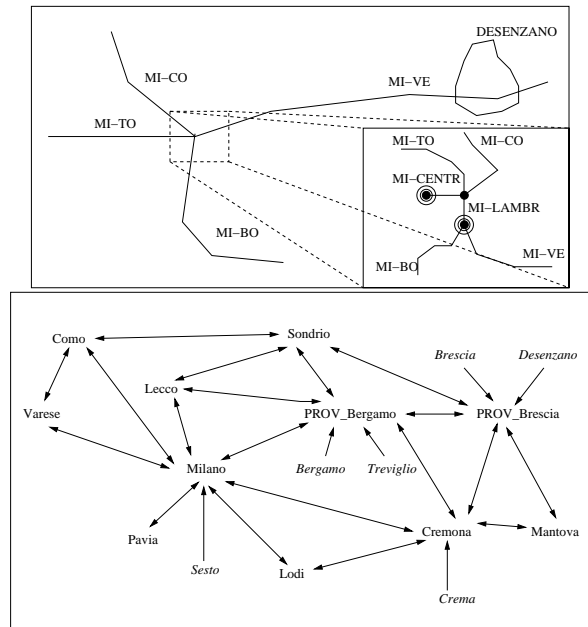 DESENZANO
MI–CO
MI–VE
MI–TO
MI–TO
MI–CO
MI–CENTR
MI–LAMBR
MI–BO
MI–VE
MI–BO
Como
Sondrio
Brescia
Desenzano
Lecco
Varese
PROV_Bergamo
PROV_Brescia
Milano
Bergamo
Treviglio
Pavia
Cremona
Mantova
Sesto
Lodi
Crema